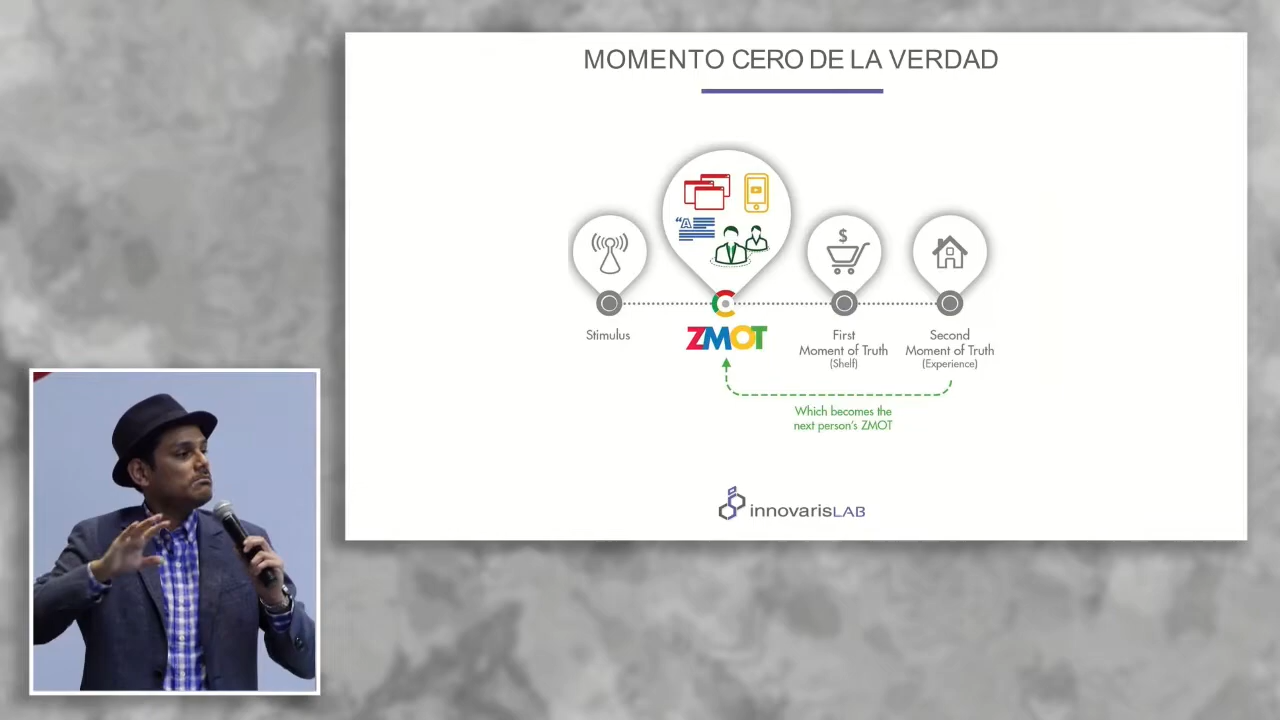 MOMENTO CERO DE LA VERDAD
$
“A
Stimulus
ZMOT
First
Moment of Truth
(Shelf)
Second
Moment of Truth
(Experience)
Which becomes the
next person's ZMOT
innovarisLAB